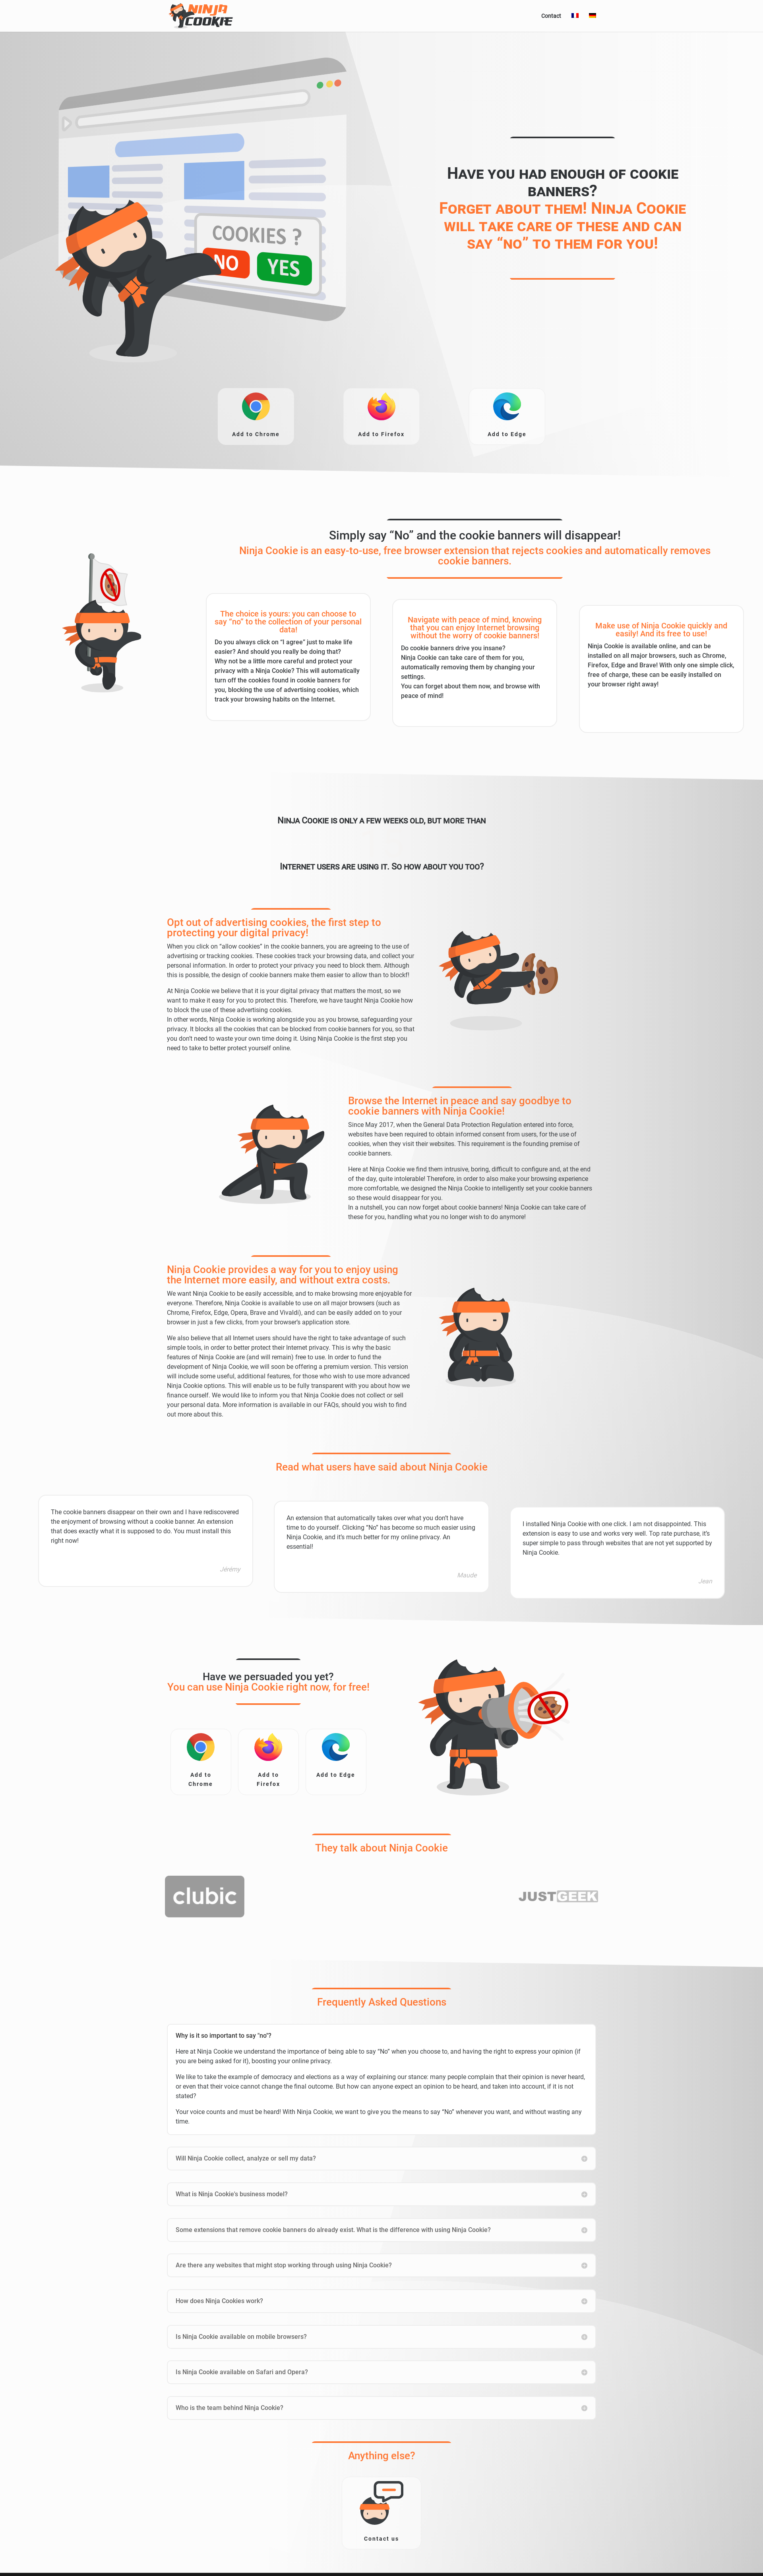 NINJA
COOKIE
Contact
COOKIES ?
NO
YES
Have you had enough of cookie
banners?
Forget about them! Ninja Cookie
will take care of these and can
say “no” to them for you!
Add to Chrome
Add to Firefox
Add to Edge
Simply say “No” and the cookie banners will disappear!
Ninja Cookie is an easy-to-use, free browser extension that rejects cookies and automatically removes
cookie banners.
The choice is yours: you can choose to
say “no” to the collection of your personal
data!
Do you always click on “I agree” just to make life
easier? And should you really be doing that?
Why not be a little more careful and protect your
privacy with a Ninja Cookie? This will automatically
turn off the cookies found in cookie banners for
you, blocking the use of advertising cookies, which
track your browsing habits on the Internet.
Navigate with peace of mind, knowing
that you can enjoy Internet browsing
without the worry of cookie banners!
Do cookie banners drive you insane?
Ninja Cookie can take care of them for you,
automatically removing them by changing your
settings.
You can forget about them now, and browse with
peace of mind!
Make use of Ninja Cookie quickly and
easily! And its free to use!
Ninja Cookie is available online, and can be
installed on all major browsers, such as Chrome,
Firefox, Edge and Brave! With only one simple click,
free of charge, these can be easily installed on
your browser right away!
Ninja Cookie is only a few weeks old, but more than
Internet users are using it. So how about you too?
Opt out of advertising cookies, the first step to
protecting your digital privacy!
When you click on “allow cookies” in the cookie banners, you are agreeing to the use of
advertising or tracking cookies. These cookies track your browsing data, and collect your
personal information. In order to protect your privacy you need to block them. Although
this is possible, the design of cookie banners make them easier to allow than to blockf!
At Ninja Cookie we believe that it is your digital privacy that matters the most, so we
want to make it easy for you to protect this. Therefore, we have taught Ninja Cookie how
to block the use of these advertising cookies.
In other words, Ninja Cookie is working alongside you as you browse, safeguarding your
privacy. It blocks all the cookies that can be blocked from cookie banners for you, so that
you don’t need to waste your own time doing it. Using Ninja Cookie is the first step you
need to take to better protect yourself online.
Browse the Internet in peace and say goodbye to
cookie banners with Ninja Cookie!
Since May 2017, when the General Data Protection Regulation entered into force,
websites have been required to obtain informed consent from users, for the use of
cookies, when they visit their websites. This requirement is the founding premise of
cookie banners.
Here at Ninja Cookie we find them intrusive, boring, difficult to configure and, at the end
of the day, quite intolerable! Therefore, in order to also make your browsing experience
more comfortable, we designed the Ninja Cookie to intelligently set your cookie banners
so these would disappear for you.
In a nutshell, you can now forget about cookie banners! Ninja Cookie can take care of
these for you, handling what you no longer wish to do anymore!
Ninja Cookie provides a way for you to enjoy using
the Internet more easily, and without extra costs.
We want Ninja Cookie to be easily accessible, and to make browsing more enjoyable for
everyone. Therefore, Ninja Cookie is available to use on all major browsers (such as
Chrome, Firefox, Edge, Opera, Brave and Vivaldi), and can be easily added on to your
browser in just a few clicks, from your browser’s application store.
We also believe that all Internet users should have the right to take advantage of such
simple tools, in order to better protect their Internet privacy. This is why the basic
features of Ninja Cookie are (and will remain) free to use. In order to fund the
development of Ninja Cookie, we will soon be offering a premium version. This version
will include some useful, additional features, for those who wish to use more advanced
Ninja Cookie options. This will enable us to be fully transparent with you about how we
finance ourself. We would like to inform you that Ninja Cookie does not collect or sell
your personal data. More information is available in our FAQs, should you wish to find
out more about this.
Read what users have said about Ninja Cookie
The cookie banners disappear on their own and I have rediscovered
the enjoyment of browsing without a cookie banner. An extension
that does exactly what it is supposed to do. You must install this
right now!
Jérémy
An extension that automatically takes over what you don’t have
time to do yourself. Clicking “No” has become so much easier using
Ninja Cookie, and it’s much better for my online privacy. An
essential!
Maude
I installed Ninja Cookie with one click. I am not disappointed. This
extension is easy to use and works very well. Top rate purchase, it’s
super simple to pass through websites that are not yet supported by
Ninja Cookie.
Jean
Have we persuaded you yet?
You can use Ninja Cookie right now, for free!
Add to
Chrome
Add to
Firefox
Add to Edge
They talk about Ninja Cookie
clubic
JUSTGEEK
Frequently Asked Questions
Why is it so important to say "no"?
Here at Ninja Cookie we understand the importance of being able to say “No” when you choose to, and having the right to express your opinion (if
you are being asked for it), boosting your online privacy.
We like to take the example of democracy and elections as a way of explaining our stance: many people complain that their opinion is never heard,
or even that their voice cannot change the final outcome. But how can anyone expect an opinion to be heard, and taken into account, if it is not
stated?
Your voice counts and must be heard! With Ninja Cookie, we want to give you the means to say “No” whenever you want, and without wasting any
time.
Will Ninja Cookie collect, analyze or sell my data?
What is Ninja Cookie's business model?
Some extensions that remove cookie banners do already exist. What is the difference with using Ninja Cookie?
Are there any websites that might stop working through using Ninja Cookie?
How does Ninja Cookies work?
Is Ninja Cookie available on mobile browsers?
Is Ninja Cookie available on Safari and Opera?
Who is the team behind Ninja Cookie?
Anything else?
Contact us